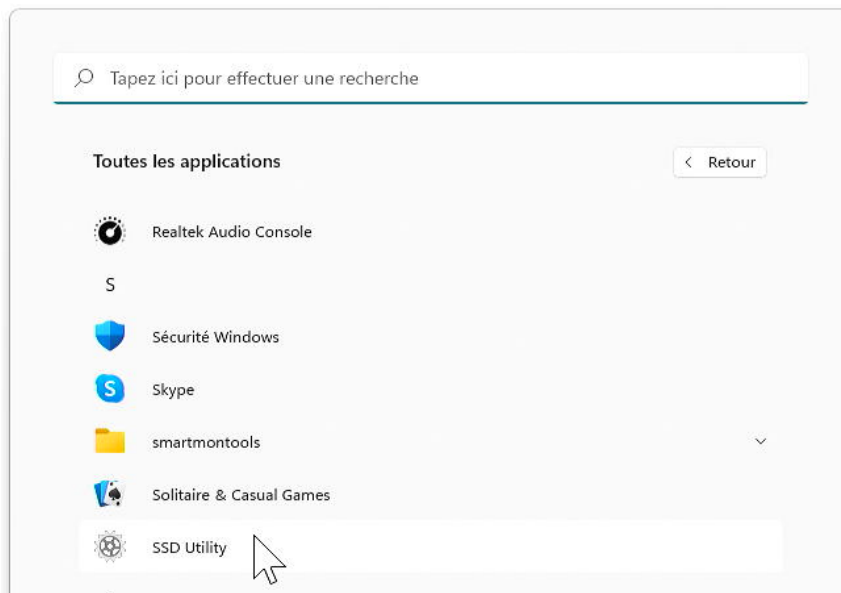 Tapez ici pour effectuer une recherche
Toutes les applications
Retour
Realtek Audio Console
S
Sécurité Windows
S
Skype
smartmontools
Solitaire & Casual Games
SSD Utility